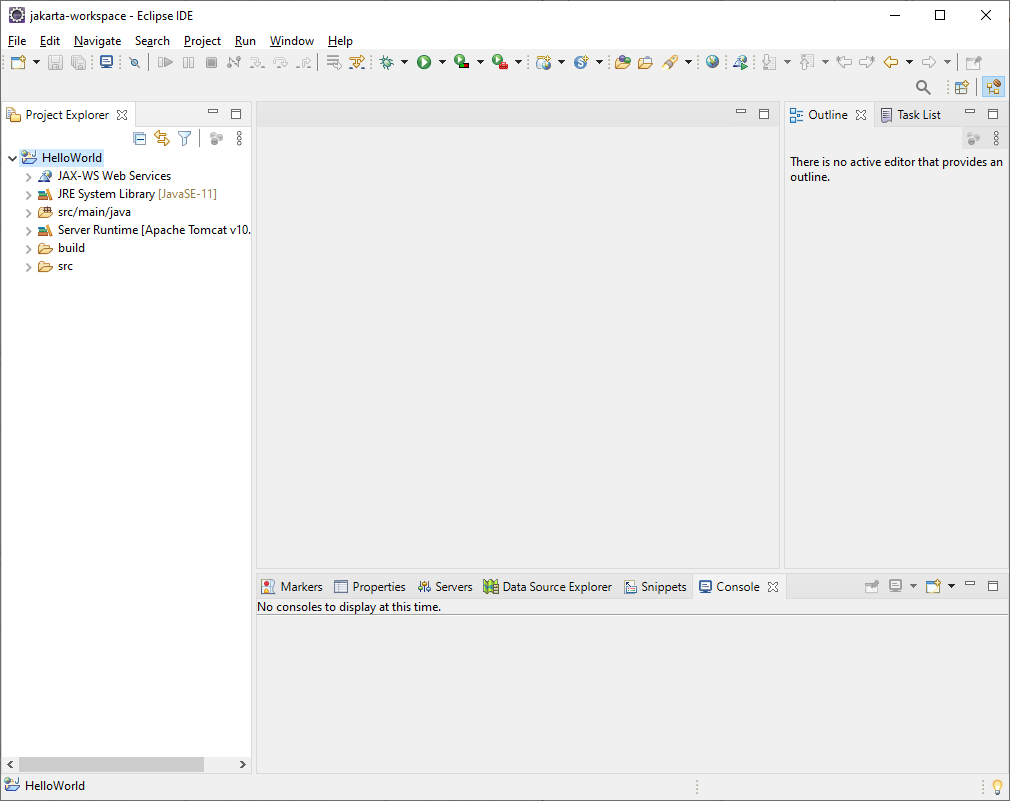 jakarta-workspace - Eclipse IDE
File Edit Navigate Search Project Run Window Help
Project Explorer
HelloWorld
JAX-WS Web Services
JRE System Library [JavaSE-11]
src/main/java
Server Runtime [Apache Tomcat v10.
build
src
Outline Task List
There is no active editor that provides an
outline.
Markers Properties Servers Data Source Explorer Snippets Console
No consoles to display at this time.
HelloWorld